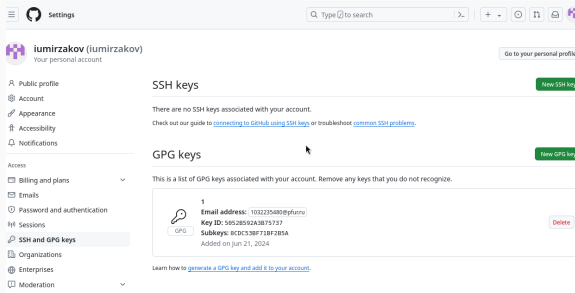 Settings
Type / to search
iumirzakov (iumirzakov)
Your personal account
Go to your personal profile
Public profile
Account
Appearance
Accessibility
Notifications
Access
Billing and plans
Emails
Password and authentication
Sessions
SSH and GPG keys
Organizations
Enterprises
Moderation
SSH keys
New SSH key
There are no SSH keys associated with your account.
Check out our guide to connecting to GitHub using SSH keys or troubleshoot common SSH problems.
GPG keys
New GPG key
This is a list of GPG keys associated with your account. Remove any keys that you do not recognize.
GPG
1
Email address: 1032235480@pfur.ru
Key ID: 5052B592A3B75737
Subkeys: 8CDC53BF71BF2B5A
Added on Jun 21, 2024
Delete
Learn how to generate a GPG key and add it to your account.